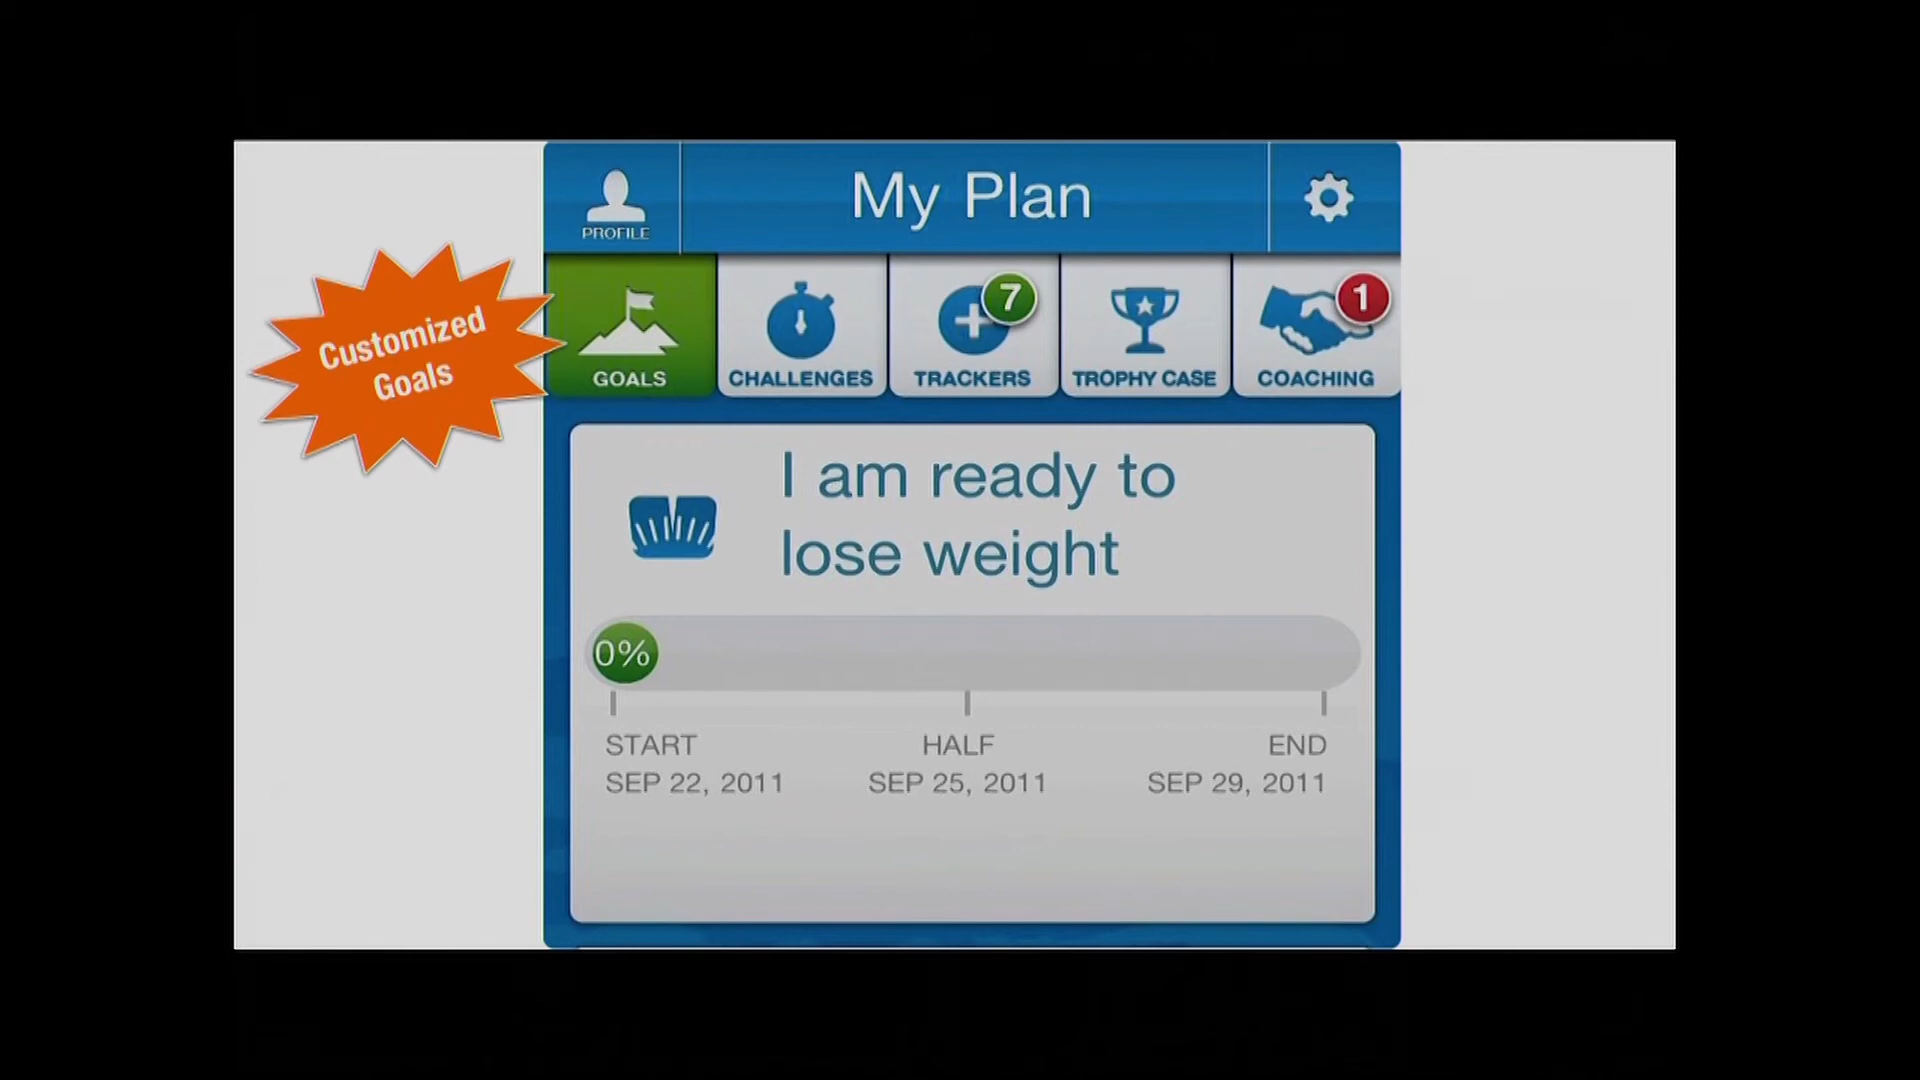 My Plan
PROFILE
Customized
Goals
GOALS
CHALLENGES
7
TRACKERS
TROPHY CASE
1
COACHING
I am ready to
lose weight
0%
START
HALF
END
SEP 22, 2011
SEP 25, 2011
SEP 29, 2011